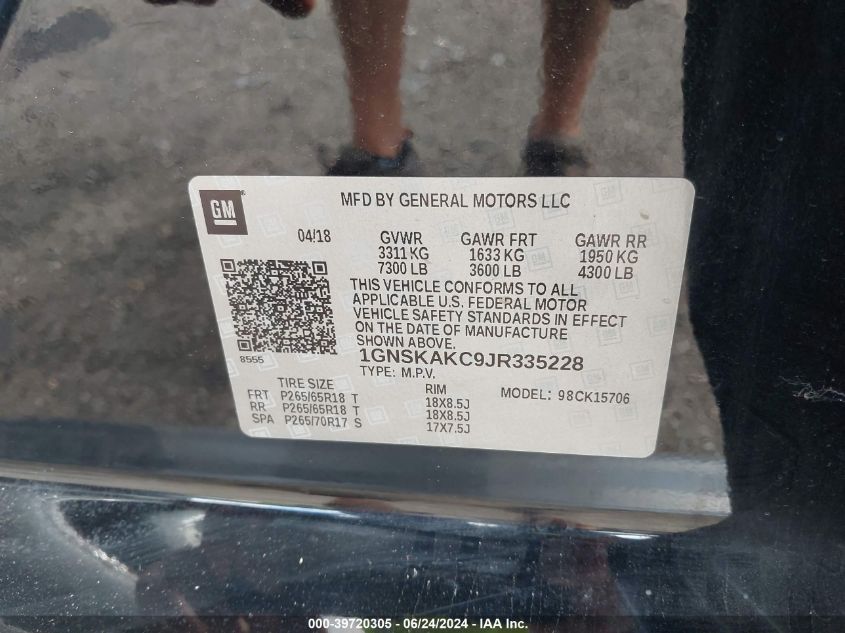 GM
MFD BY GENERAL MOTORS LLC
04/18 GVWR GAWR FRT GAWR RR
3311 KG 1633 KG 1950 KG
7300 LB 3600 LB 4300 LB
THIS VEHICLE CONFORMS TO ALL
APPLICABLE U.S. FEDERAL MOTOR
VEHICLE SAFETY STANDARDS IN EFFECT
ON THE DATE OF MANUFACTURE
SHOWN ABOVE.
8555
1GNSKAKC9JR335228
TYPE: M.P.V.
TIRE SIZE RIM MODEL: 98CK15706
FRT P265/65R18 T 18X8.5J
RR P265/65R18 T 18X8.5J
SPA P265/70R17 S 17X7.5J
000-39720305 - 06/24/2024 - IAA Inc.